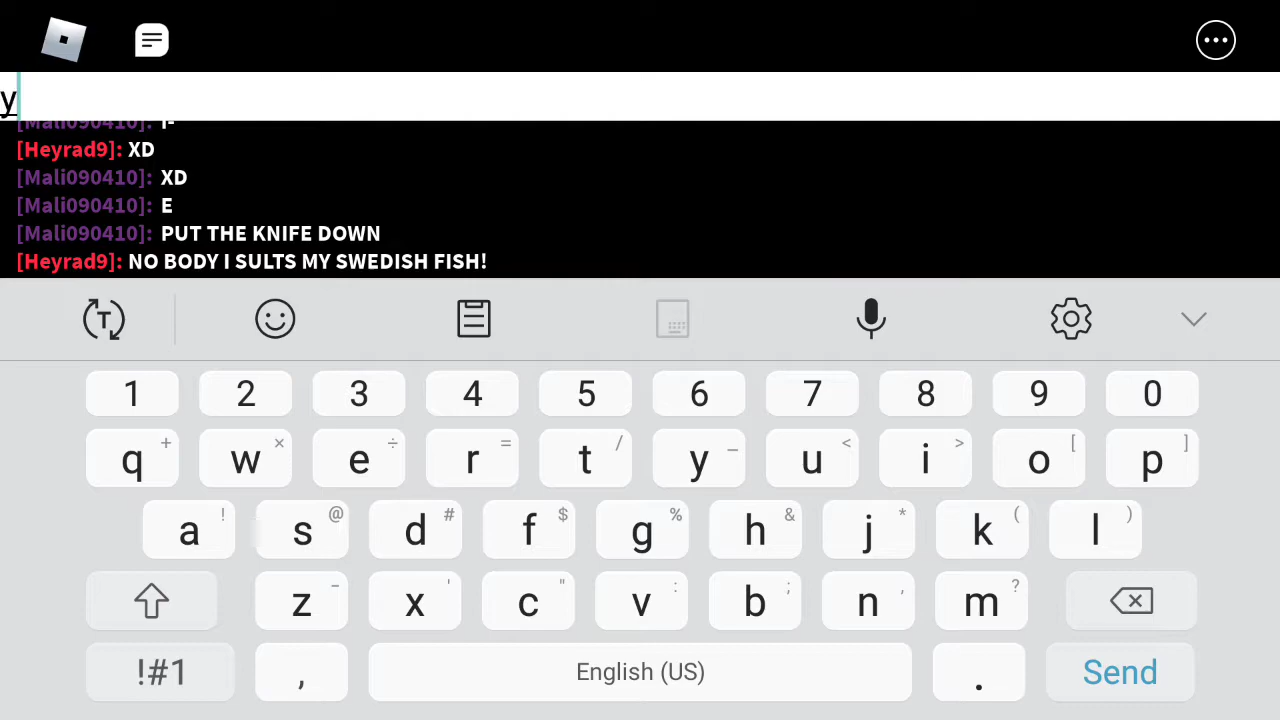 y
[Mali090410]: I-
[Heyrad9]: XD
[Mali090410]: XD
[Mali090410]: E
[Mali090410]: PUT THE KNIFE DOWN
[Heyrad9]: NO BODY I SULTS MY SWEDISH FISH!
T
1 2 3 4 5 6 7 8 9 0
q + w × e ÷ r = t / y _ u < i > o [ p ]
a ! s @ d # f $ g % h & j * k ( l )
z - x ' c " v : b ; n , m ?
!#1 , English (US) . Send